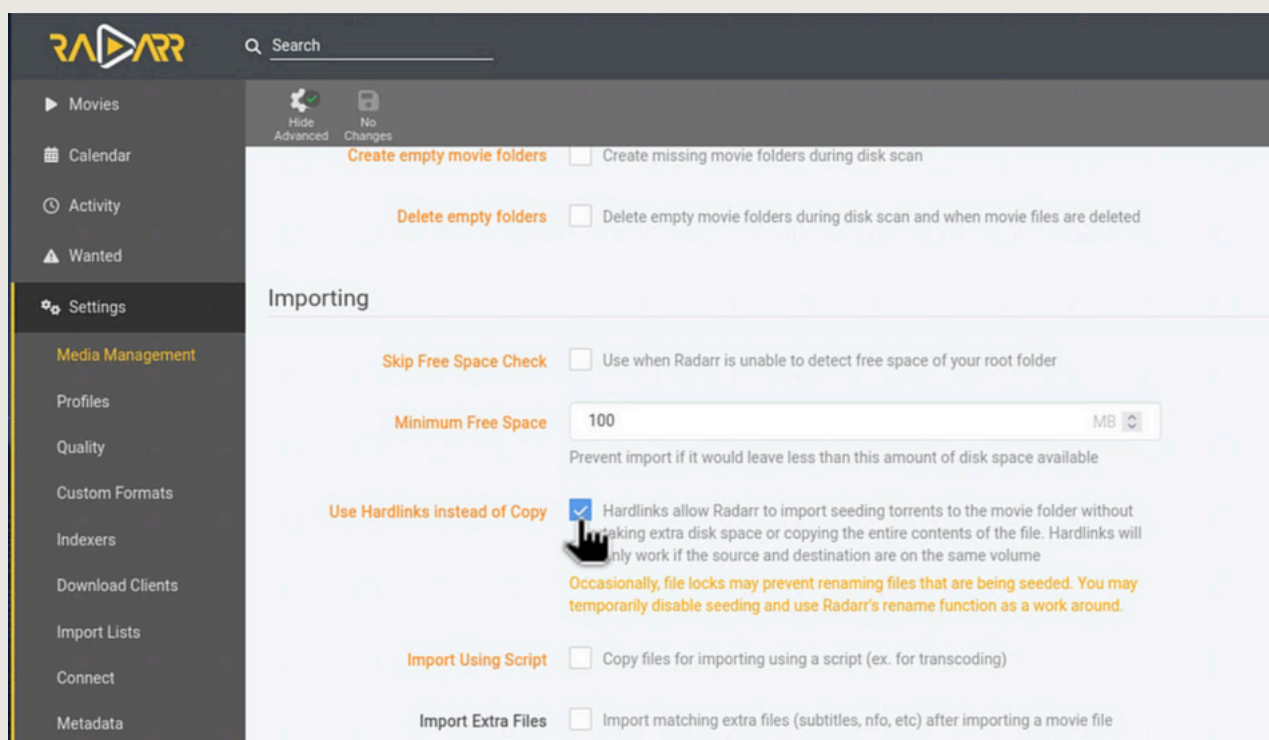 RADARR
Search
Movies
Calendar
Activity
Wanted
Settings
Media Management
Profiles
Quality
Custom Formats
Indexers
Download Clients
Import Lists
Connect
Metadata
Hide
Advanced
No
Changes
Create empty movie folders
Create missing movie folders during disk scan
Delete empty folders
Delete empty movie folders during disk scan and when movie files are deleted
Importing
Skip Free Space Check
Use when Radarr is unable to detect free space of your root folder
Minimum Free Space
100
MB
Prevent import if it would leave less than this amount of disk space available
Use Hardlinks instead of Copy
Hardlinks allow Radarr to import seeding torrents to the movie folder without
taking extra disk space or copying the entire contents of the file. Hardlinks will
work if the source and destination are on the same volume
Occasionally, file locks may prevent renaming files that are being seeded. You may
temporarily disable seeding and use Radarr's rename function as a work around.
Import Using Script
Copy files for importing using a script (ex. for transcoding)
Import Extra Files
Import matching extra files (subtitles, nfo, etc) after importing a movie file